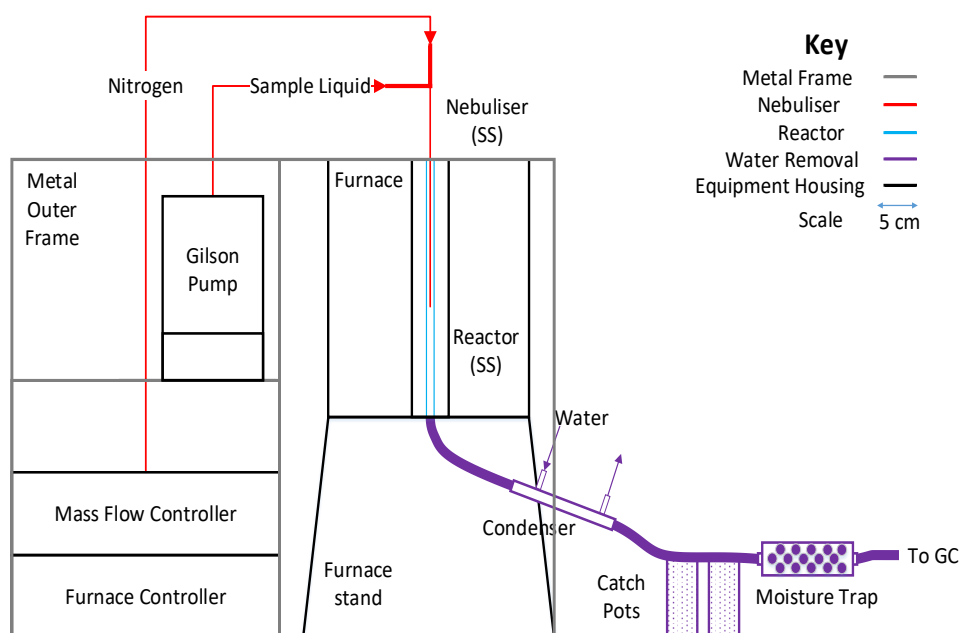 Key
Metal Frame
Nebuliser
Reactor
Water Removal
Equipment Housing
Scale
5 cm
Nitrogen
Sample Liquid
Nebuliser
(SS)
Metal
Outer
Frame
Furnace
Gilson
Pump
Reactor
(SS)
Water
Mass Flow Controller
Condenser
Furnace Controller
Furnace
stand
Catch
Pots
Moisture Trap
To GC